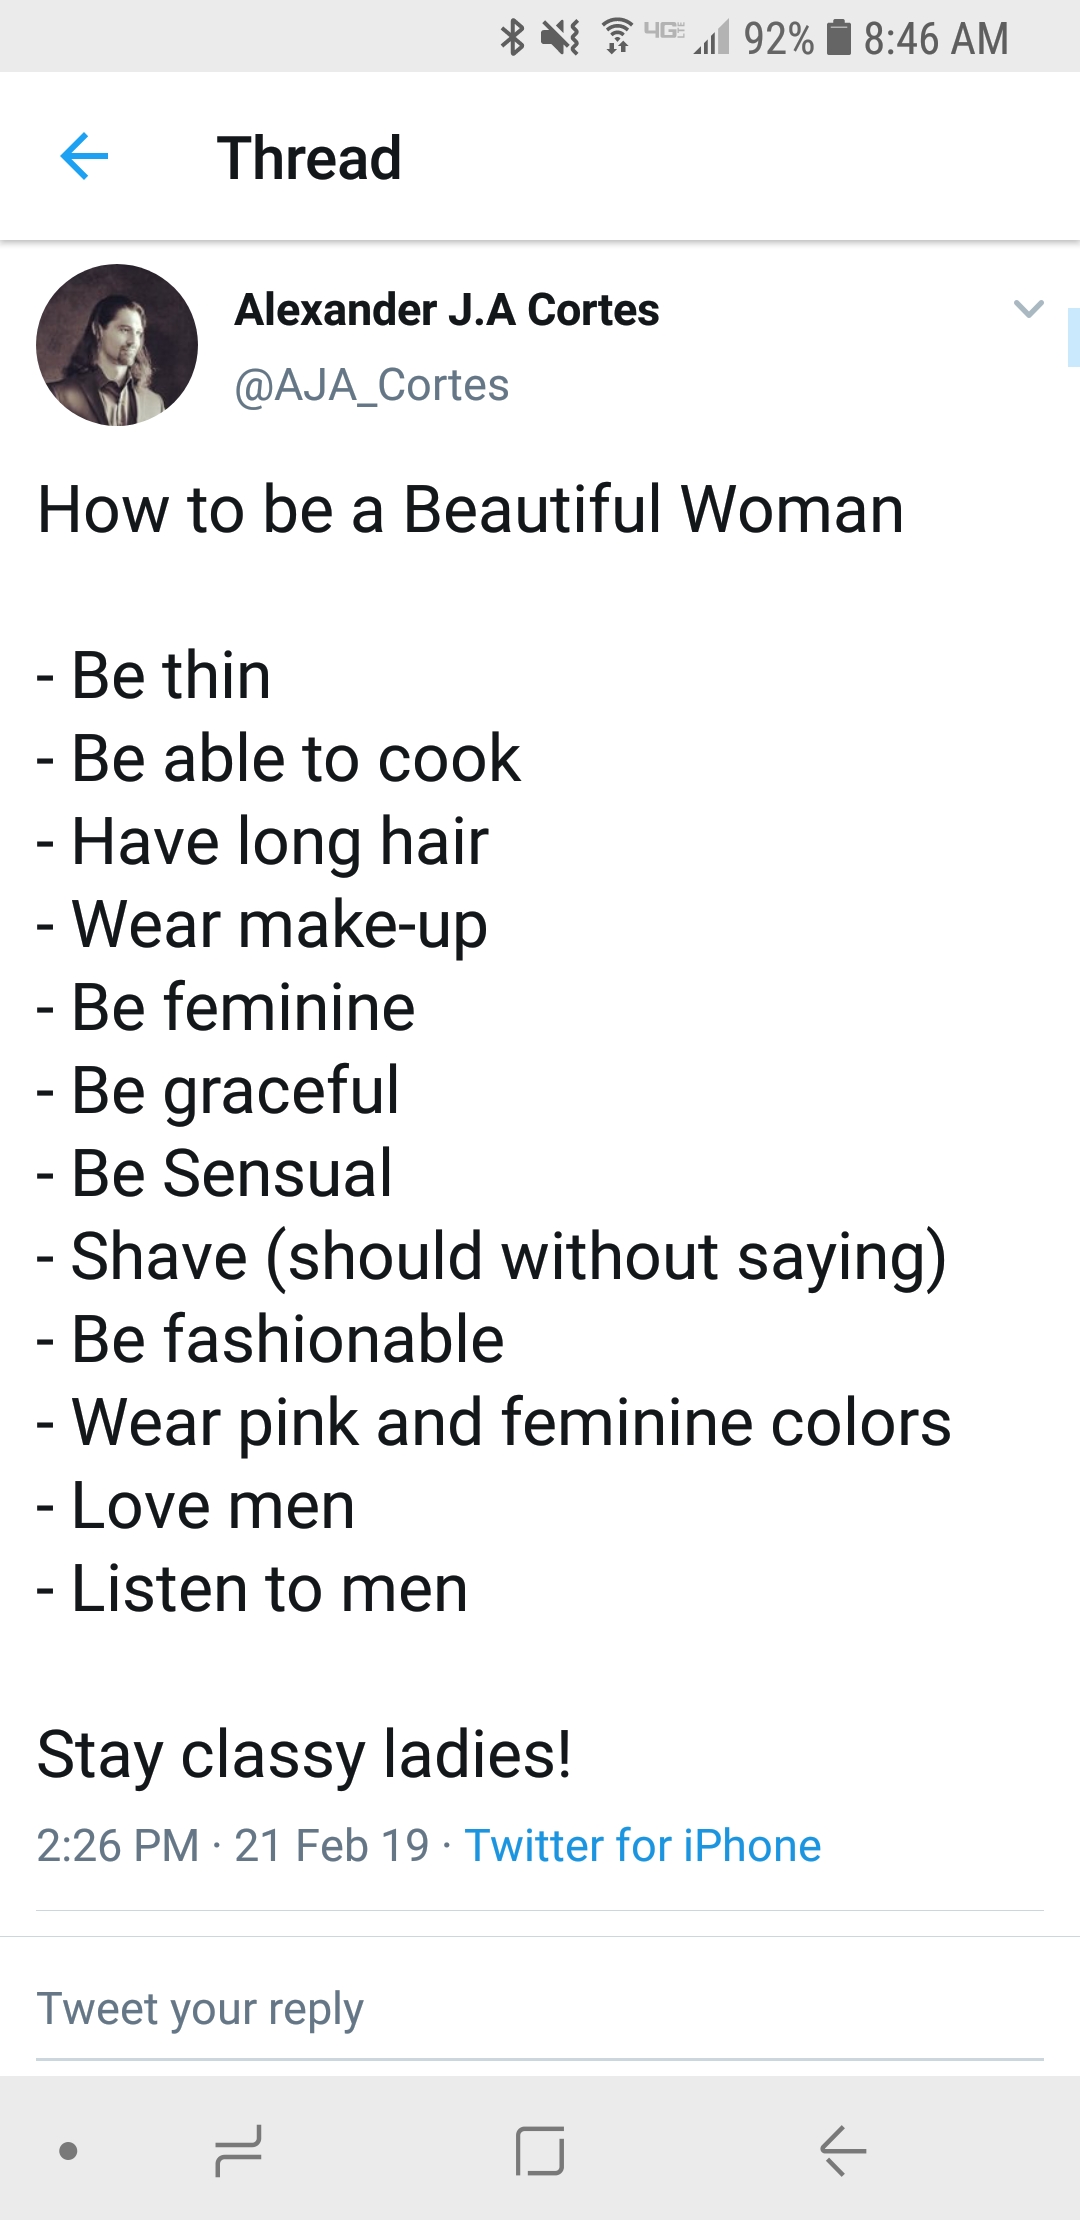 4GE 92% 8:46 AM
Thread
Alexander J.A Cortes
@AJA_Cortes
How to be a Beautiful Woman
- Be thin
- Be able to cook
- Have long hair
- Wear make-up
- Be feminine
- Be graceful
- Be Sensual
- Shave (should without saying)
- Be fashionable
- Wear pink and feminine colors
- Love men
- Listen to men
Stay classy ladies!
2:26 PM · 21 Feb 19 · Twitter for iPhone
Tweet your reply